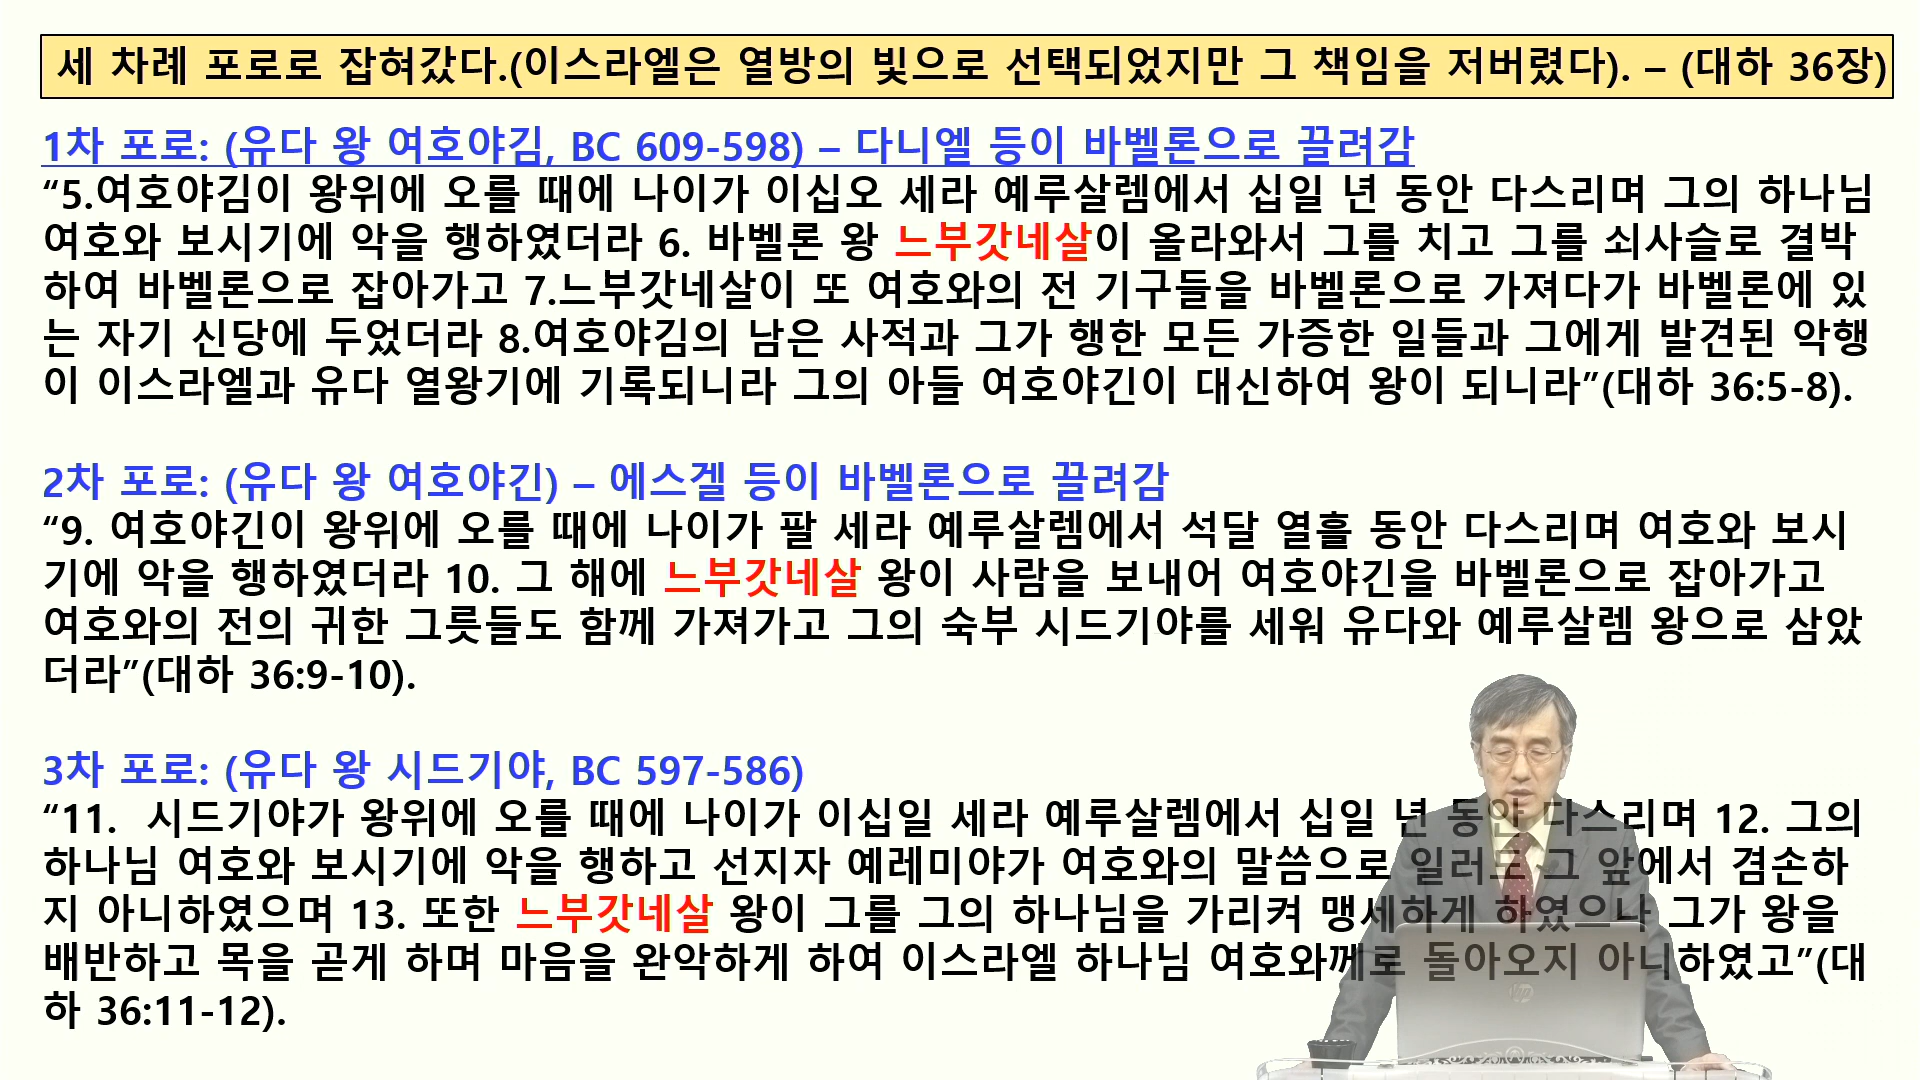 세 차례 포로로 잡혀갔다.(이스라엘은 열방의 빛으로 선택되었지만 그 책임을 저버렸다). – (대하 36장)
1차 포로: (유다 왕 여호야김, BC 609-598) – 다니엘 등이 바벨론으로 끌려감
“5.여호야김이 왕위에 오를 때에 나이가 이십오 세라 예루살렘에서 십일 년 동안 다스리며 그의 하나님
여호와 보시기에 악을 행하였더라 6. 바벨론 왕 느부갓네살이 올라와서 그를 치고 그를 쇠사슬로 결박
하여 바벨론으로 잡아가고 7.느부갓네살이 또 여호와의 전 기구들을 바벨론으로 가져다가 바벨론에 있
는 자기 신당에 두었더라 8.여호야김의 남은 사적과 그가 행한 모든 가증한 일들과 그에게 발견된 악행
이 이스라엘과 유다 열왕기에 기록되니라 그의 아들 여호야긴이 대신하여 왕이 되니라”(대하 36:5-8).
2차 포로: (유다 왕 여호야긴) – 에스겔 등이 바벨론으로 끌려감
“9. 여호야긴이 왕위에 오를 때에 나이가 팔 세라 예루살렘에서 석달 열흘 동안 다스리며 여호와 보시
기에 악을 행하였더라 10. 그 해에 느부갓네살 왕이 사람을 보내어 여호야긴을 바벨론으로 잡아가고
여호와의 전의 귀한 그릇들도 함께 가져가고 그의 숙부 시드기야를 세워 유다와 예루살렘 왕으로 삼았
더라”(대하 36:9-10).
3차 포로: (유다 왕 시드기야, BC 597-586)
“11. 시드기야가 왕위에 오를 때에 나이가 이십일 세라 예루살렘에서 십일 년 동안 다스리며 12. 그의
하나님 여호와 보시기에 악을 행하고 선지자 예레미야가 여호와의 말씀으로 일러도 그 앞에서 겸손하
지 아니하였으며 13. 또한 느부갓네살 왕이 그를 그의 하나님을 가리켜 맹세하게 하였으나 그가 왕을
배반하고 목을 곧게 하며 마음을 완악하게 하여 이스라엘 하나님 여호와께로 돌아오지 아니하였고”(대
하 36:11-12).
hp